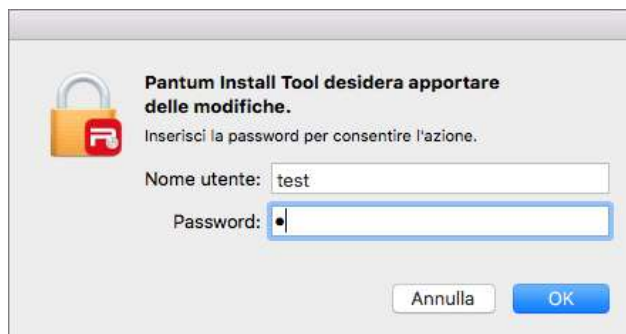 Pantum Install Tool desidera apportare
delle modifiche.
Inserisci la password per consentire l'azione.
Nome utente: test
Password: •
Annulla OK